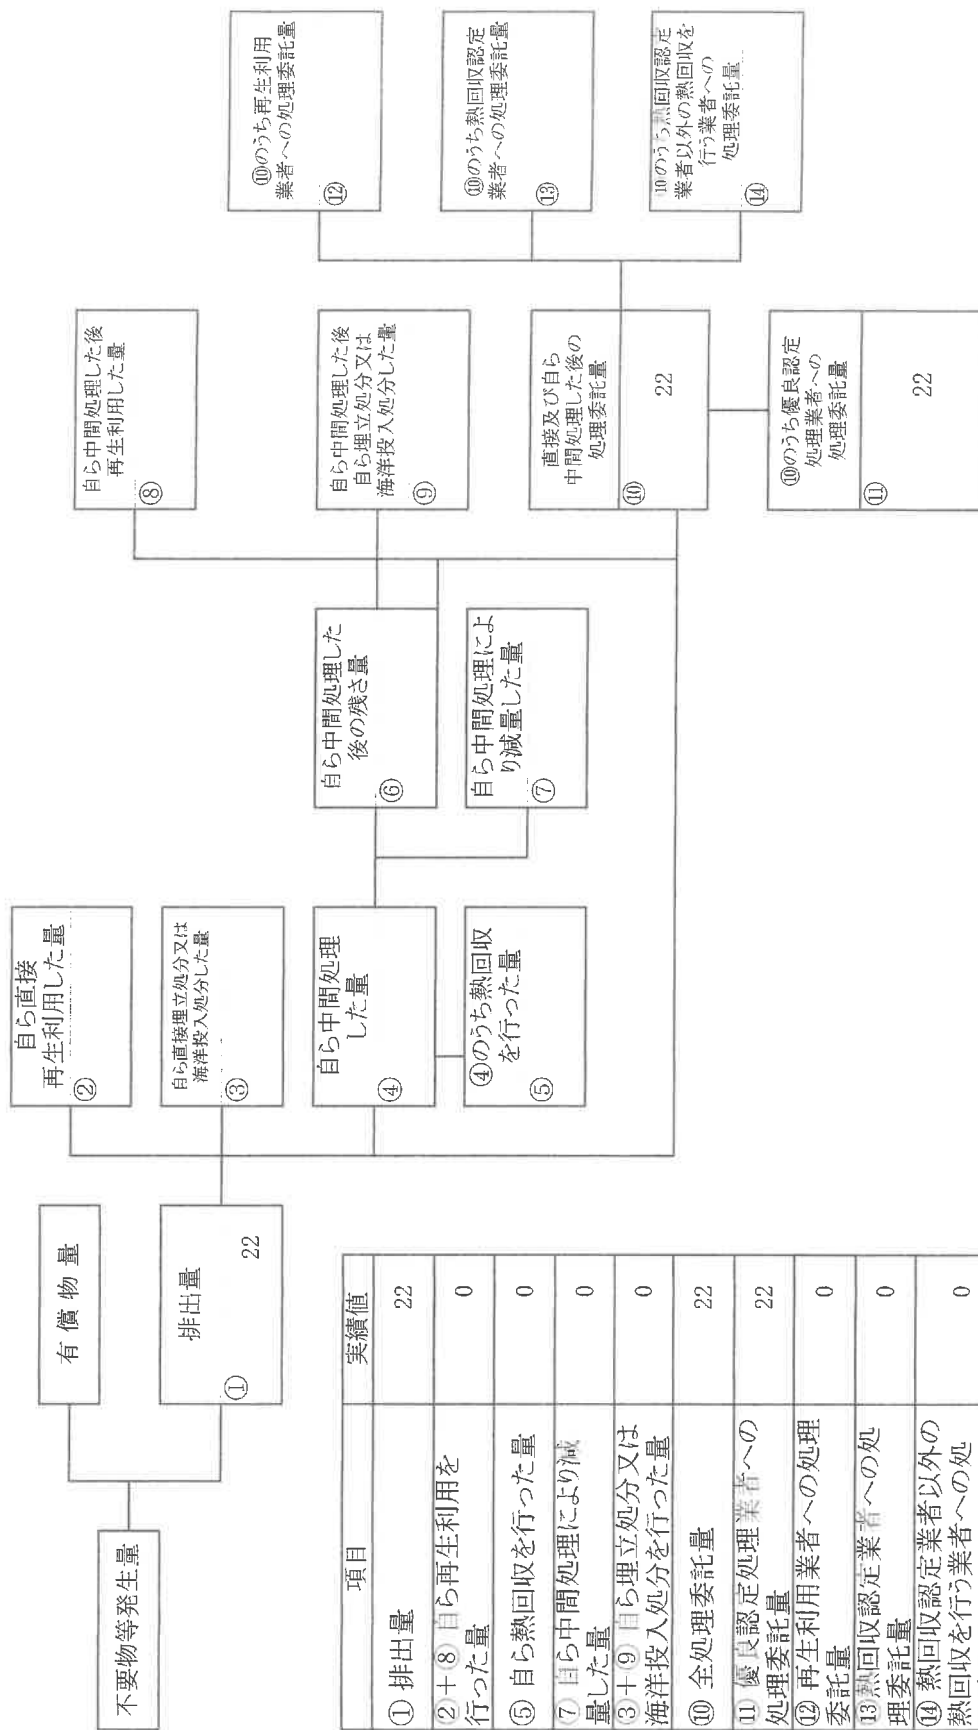 不要物等発生量
有償物量
排出量
①
22
自ら直接
再生利用した量
②
自ら直接埋立処分又は
海洋投入処分した量
③
自ら中間処理
した量
④
④のうち熱回収
を行った量
⑤
自ら中間処理した
後の残さ量
⑥
自ら中間処理によ
り減量した量
⑦
自ら中間処理した後
再生利用した量
⑧
自ら中間処理した後
自ら埋立処分又は
海洋投入処分した量
⑨
直接及び自ら
中間処理した後の
処理委託量
⑩
22
⑩のうち優良認定
処理業者への
処理委託量
⑪
22
⑩のうち再生利用
業者への処理委託量
⑫
⑩のうち熱回収認定
業者への処理委託量
⑬
10のうち熱回収認定
業者以外の熱回収を
行う業者への
処理委託量
⑭
項目 実績値
① 排出量 22
②+⑧ 自ら再生利用を
行った量 0
⑤ 自ら熱回収を行った量 0
⑦ 自ら中間処理により減
量した量 0
③+⑨ 自ら埋立処分又は
海洋投入処分を行った量 0
⑩ 全処理委託量 22
⑪ 優良認定処理業者への
処理委託量 22
⑫ 再生利用業者への処理
委託量 0
⑬ 熱回収認定業者への処
理委託量 0
⑭ 熱回収認定業者以外の
熱回収を行う業者への処 0